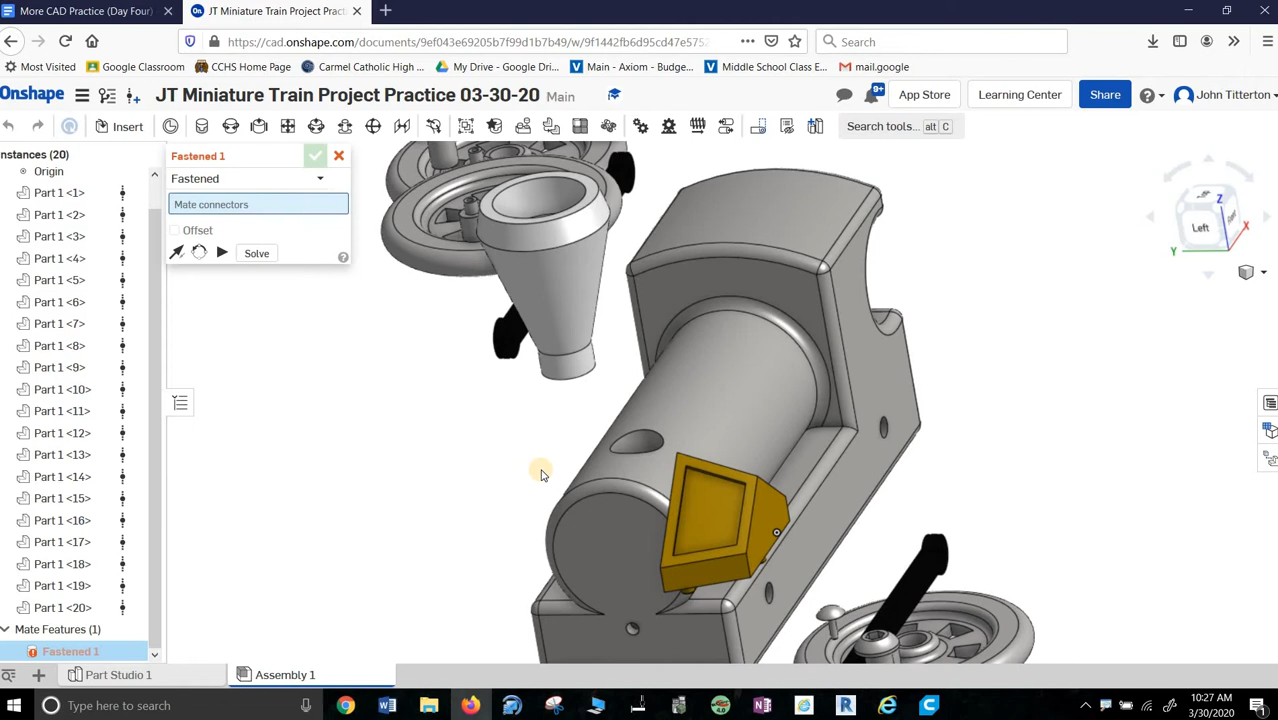 More CAD Practice (Day Four)
JT Miniature Train Project Pract
https://cad.onshape.com/documents/9ef043e69205b7f99d1b7b49/w/9f1442fb6d95cd47e5752
Search
Most Visited
Google Classroom
CCHS Home Page
Carmel Catholic High ...
My Drive - Google Dri...
Main - Axiom - Budge...
Middle School Class E...
mail.google
Onshape
JT Miniature Train Project Practice 03-30-20
Main
9+
App Store
Learning Center
Share
John Titterton
Insert
Search tools...
alt C
nstances (20)
Origin
Part 1 <1>
Part 1 <2>
Part 1 <3>
Part 1 <4>
Part 1 <5>
Part 1 <6>
Part 1 <7>
Part 1 <8>
Part 1 <9>
Part 1 <10>
Part 1 <11>
Part 1 <12>
Part 1 <13>
Part 1 <14>
Part 1 <15>
Part 1 <16>
Part 1 <17>
Part 1 <18>
Part 1 <19>
Part 1 <20>
Mate Features (1)
Fastened 1
Fastened 1
Fastened
Mate connectors
Offset
Solve
Left
Z
X
Y
Part Studio 1
Assembly 1
Type here to search
4.0
10:27 AM
3/30/2020